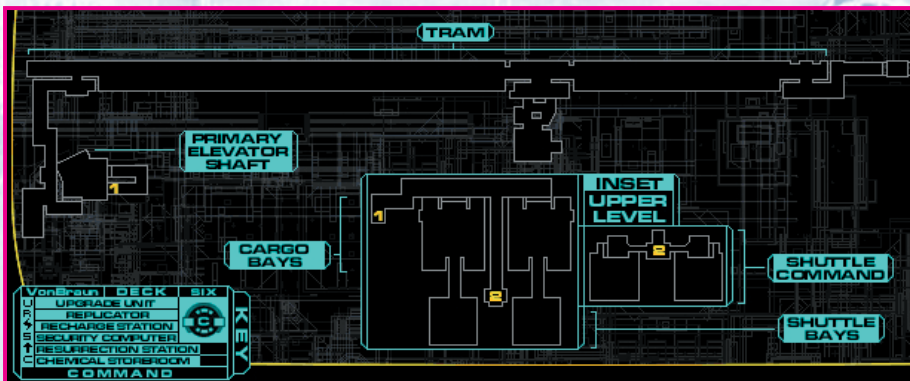 TRAM
PRIMARY
ELEVATOR
SHAFT
1
INSET
UPPER
LEVEL
1
2
2
CARGO
BAYS
SHUTTLE
COMMAND
SHUTTLE
BAYS
VonBraun DECK SIX
U UPGRADE UNIT
R REPLICATOR
RECHARGE STATION
S SECURITY COMPUTER
RESURRECTION STATION
C CHEMICAL STOREROOM
COMMAND
KEY